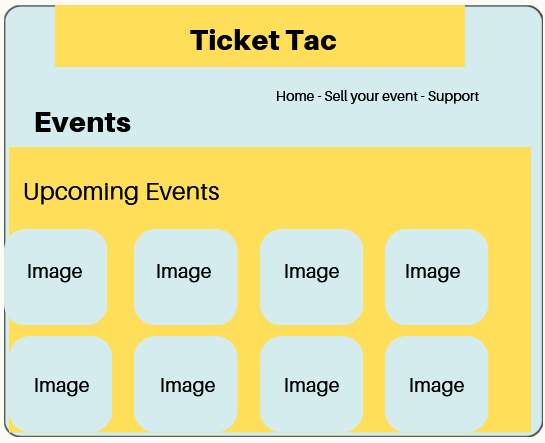 Ticket Tac
Home - Sell your event - Support
Events
Upcoming Events
Image Image Image Image
Image Image Image Image